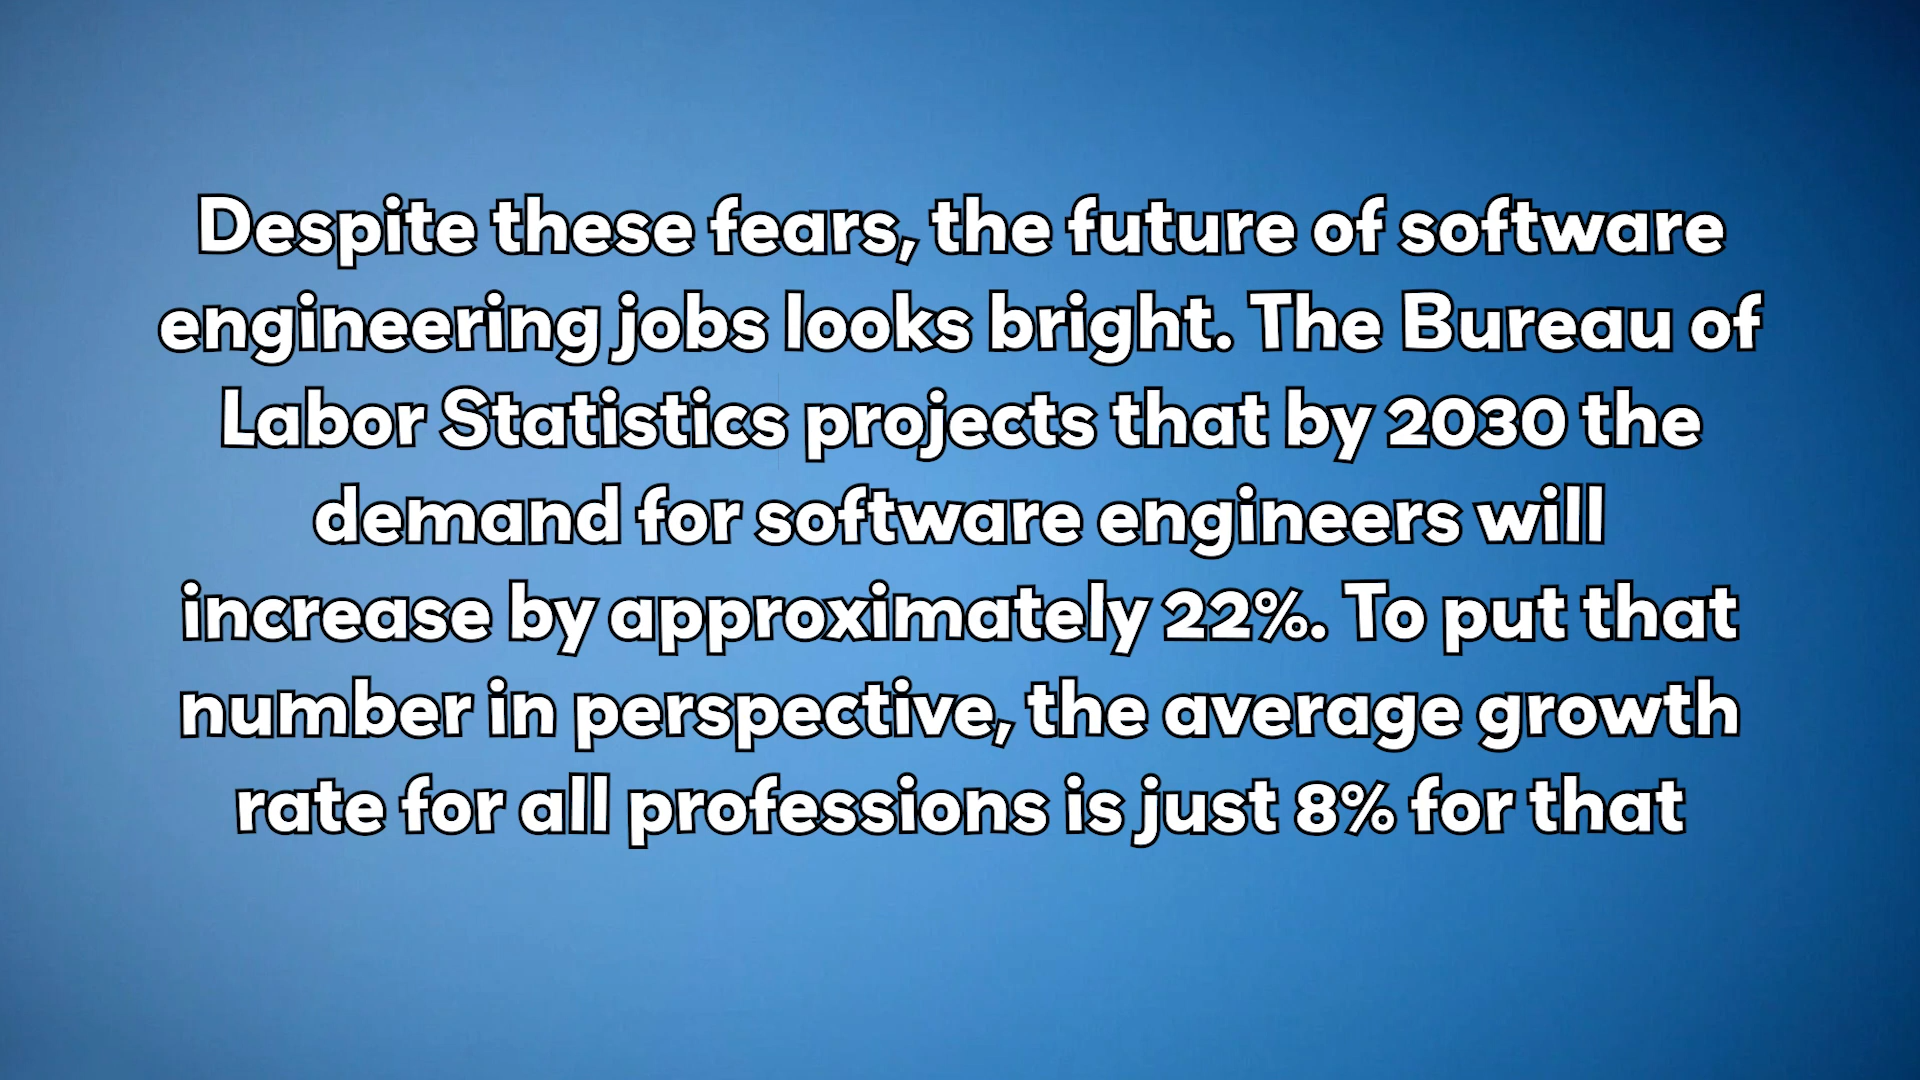 Despite these fears, the future of software
engineering jobs looks bright. The Bureau of
Labor Statistics projects that by 2030 the
demand for software engineers will
increase by approximately 22%. To put that
number in perspective, the average growth
rate for all professions is just 8% for that